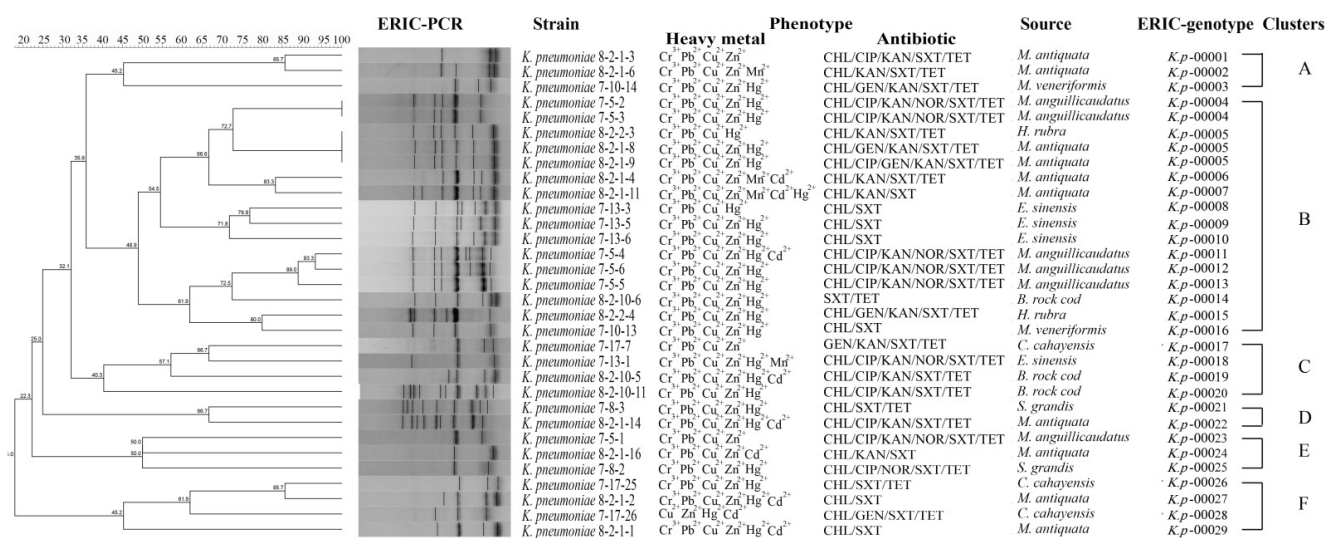 ERIC-PCR Strain Phenotype Source ERIC-genotype Clusters
Heavy metal Antibiotic
20 25 30 35 40 45 50 55 60 65 70 75 80 85 90 95 100
K. pneumoniae 8-2-1-3 Cr³⁺Pb²⁺Cu²⁺Zn²⁺ CHL/CIP/KAN/SXT/TET M. antiquata K.p-00001
K. pneumoniae 8-2-1-6 Cr³⁺Pb²⁺Cu²⁺Zn²⁺Mn²⁺ CHL/KAN/SXT/TET M. antiquata K.p-00002 A
K. pneumoniae 7-10-14 Cr³⁺Pb²⁺Cu²⁺Zn²⁺Hg²⁺ CHL/GEN/KAN/SXT/TET M. veneriformis K.p-00003
K. pneumoniae 7-5-2 Cr³⁺Pb²⁺Cu²⁺Zn²⁺Hg²⁺ CHL/CIP/KAN/NOR/SXT/TET M. anguillicaudatus K.p-00004
K. pneumoniae 7-5-3 Cr³⁺Pb²⁺Cu²⁺Zn²⁺Hg²⁺ CHL/CIP/KAN/NOR/SXT/TET M. anguillicaudatus K.p-00004
K. pneumoniae 8-2-2-3 Cr³⁺Pb²⁺Cu²⁺Hg²⁺ CHL/KAN/SXT/TET H. rubra K.p-00005
K. pneumoniae 8-2-1-8 Cr³⁺Pb²⁺Cu²⁺Zn²⁺Hg²⁺ CHL/GEN/KAN/SXT/TET M. antiquata K.p-00005
K. pneumoniae 8-2-1-9 Cr³⁺Pb²⁺Cu²⁺Zn²⁺Hg²⁺ CHL/CIP/GEN/KAN/SXT/TET M. antiquata K.p-00005
K. pneumoniae 8-2-1-4 Cr³⁺Pb²⁺Cu²⁺Zn²⁺Mn²⁺Cd²⁺ CHL/KAN/SXT/TET M. antiquata K.p-00006
K. pneumoniae 8-2-1-11 Cr³⁺Pb²⁺Cu²⁺Zn²⁺Mn²⁺Cd²⁺Hg²⁺ CHL/KAN/SXT M. antiquata K.p-00007
K. pneumoniae 7-13-3 Cr³⁺Pb²⁺Cu²⁺Hg²⁺ CHL/SXT E. sinensis K.p-00008 B
K. pneumoniae 7-13-5 Cr³⁺Pb²⁺Cu²⁺Zn²⁺Hg²⁺ CHL/SXT E. sinensis K.p-00009
K. pneumoniae 7-13-6 Cr³⁺Pb²⁺Cu²⁺Zn²⁺Hg²⁺ CHL/SXT E. sinensis K.p-00010
K. pneumoniae 7-5-4 Cr³⁺Pb²⁺Cu²⁺Zn²⁺Hg²⁺Cd²⁺ CHL/CIP/KAN/NOR/SXT/TET M. anguillicaudatus K.p-00011
K. pneumoniae 7-5-6 Cr³⁺Pb²⁺Cu²⁺Zn²⁺Hg²⁺ CHL/CIP/KAN/NOR/SXT/TET M. anguillicaudatus K.p-00012
K. pneumoniae 7-5-5 Cr³⁺Pb²⁺Cu²⁺Zn²⁺Hg²⁺ CHL/CIP/KAN/NOR/SXT/TET M. anguillicaudatus K.p-00013
K. pneumoniae 8-2-10-6 Cr³⁺Pb²⁺Cu²⁺Zn²⁺Hg²⁺ SXT/TET B. rock cod K.p-00014
K. pneumoniae 8-2-2-4 Cr³⁺Pb²⁺Cu²⁺Zn²⁺Hg²⁺ CHL/GEN/KAN/SXT/TET H. rubra K.p-00015
K. pneumoniae 7-10-13 Cr³⁺Pb²⁺Cu²⁺Zn²⁺Hg²⁺ CHL/SXT M. veneriformis K.p-00016
K. pneumoniae 7-17-7 Cr³⁺Pb²⁺Cu²⁺Zn²⁺ GEN/KAN/SXT/TET C. cahayensis K.p-00017
K. pneumoniae 7-13-1 Cr³⁺Pb²⁺Cu²⁺Zn²⁺Hg²⁺Mn²⁺ CHL/CIP/KAN/NOR/SXT/TET E. sinensis K.p-00018 C
K. pneumoniae 8-2-10-5 Cr³⁺Pb²⁺Cu²⁺Zn²⁺Hg²⁺Cd²⁺ CHL/CIP/KAN/SXT/TET B. rock cod K.p-00019
K. pneumoniae 8-2-10-11 Cr³⁺Pb²⁺Cu²⁺Zn²⁺Hg²⁺ CHL/CIP/KAN/SXT/TET B. rock cod K.p-00020
K. pneumoniae 7-8-3 Cr³⁺Pb²⁺Cu²⁺Zn²⁺Hg²⁺ CHL/SXT/TET S. grandis K.p-00021 D
K. pneumoniae 8-2-1-14 Cr³⁺Pb²⁺Cu²⁺Zn²⁺Hg²⁺Cd²⁺ CHL/CIP/KAN/SXT/TET M. antiquata K.p-00022
K. pneumoniae 7-5-1 Cr³⁺Pb²⁺Cu²⁺Zn²⁺ CHL/CIP/KAN/NOR/SXT/TET M. anguillicaudatus K.p-00023
K. pneumoniae 8-2-1-16 Cr³⁺Pb²⁺Cu²⁺Zn²⁺Cd²⁺ CHL/KAN/SXT M. antiquata K.p-00024 E
K. pneumoniae 7-8-2 Cr³⁺Pb²⁺Cu²⁺Zn²⁺Hg²⁺ CHL/CIP/NOR/SXT/TET S. grandis K.p-00025
K. pneumoniae 7-17-25 Cr³⁺Pb²⁺Cu²⁺Zn²⁺Hg²⁺ CHL/SXT/TET C. cahayensis K.p-00026
K. pneumoniae 8-2-1-2 Cr³⁺Pb²⁺Cu²⁺Zn²⁺Hg²⁺Cd²⁺ CHL/SXT M. antiquata K.p-00027 F
K. pneumoniae 7-17-26 Cu²⁺Zn²⁺Hg²⁺Cd²⁺ CHL/GEN/SXT/TET C. cahayensis K.p-00028
K. pneumoniae 8-2-1-1 Cr³⁺Pb²⁺Cu²⁺Zn²⁺Hg²⁺Cd²⁺ CHL/SXT M. antiquata K.p-00029